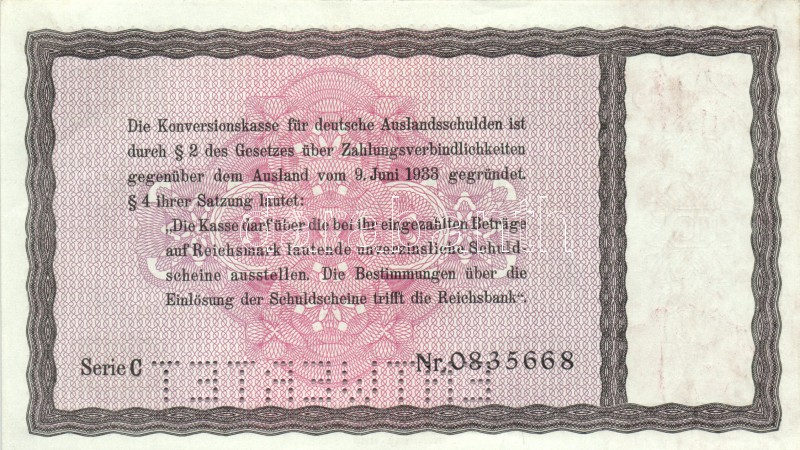 Die Konversionskasse für deutsche Auslandsschulden ist
durch § 2 des Gesetzes über Zahlungsverbindlichkeiten
gegenüber dem Ausland vom 9. Juni 1933 gegründet.
§ 4 ihrer Satzung lautet:
„Die Kasse darf über die bei ihr eingezahlten Beträge
auf Reichsmark lautende unverzinsliche Schuld-
scheine ausstellen. Die Bestimmungen über die
Einlösung der Schuldscheine trifft die Reichsbank“.
Serie C Nr. 0835668
ENTWERTET